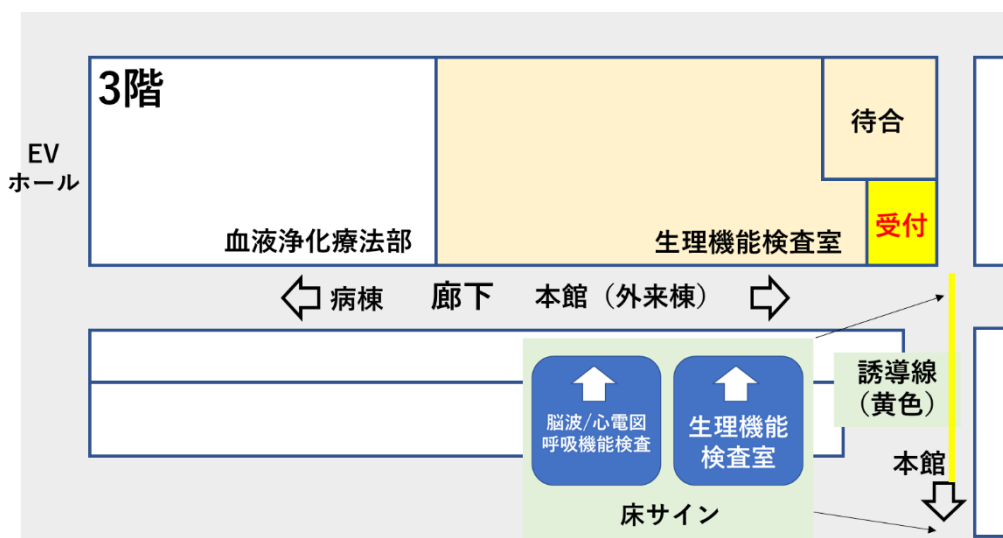 3階
EV
ホール
待合
受付
血液浄化療法部
生理機能検査室
病棟
廊下
本館（外来棟）
脳波/心電図
呼吸機能検査
生理機能
検査室
床サイン
誘導線
（黄色）
本館